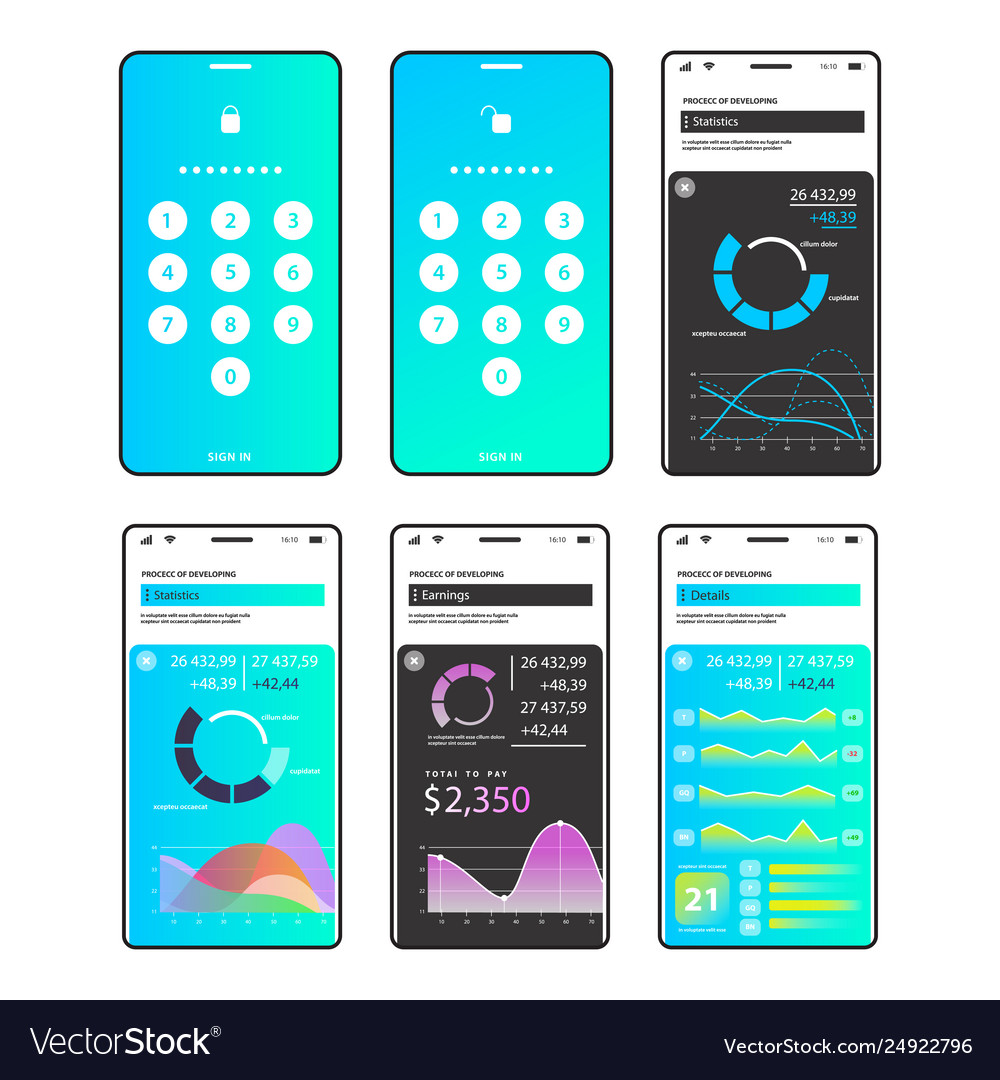 1 2 3
4 5 6
7 8 9
0
SIGN IN
1 2 3
4 5 6
7 8 9
0
SIGN IN
16:10
PROCECC OF DEVELOPING
Statistics
in voluptate velit esse cillum dolore eu fugiat nulla
xcepteur sint occaecat cupidatat non proident
26 432,99
+48,39
cillum dolor
cupidatat
xcepteu occaecat
44
33
22
11
10 20 30 40 50 60 70
16:10
PROCECC OF DEVELOPING
Statistics
in voluptate velit esse cillum dolore eu fugiat nulla
xcepteur sint occaecat cupidatat non proident
26 432,99 27 437,59
+48,39 +42,44
cillum dolor
cupidatat
xcepteu occaecat
44
33
22
11
10 20 30 40 50 60 70
16:10
PROCECC OF DEVELOPING
Earnings
in voluptate velit esse cillum dolore eu fugiat nulla
xcepteur sint occaecat cupidatat non proident
26 432,99
+48,39
27 437,59
+42,44
in voluptate velit esse cillum dolore
xcepteur sint occaecat
TOTAI TO PAY
$2,350
44
33
22
11
10 20 30 40 50 60 70
16:10
PROCECC OF DEVELOPING
Details
in voluptate velit esse cillum dolore eu fugiat nulla
xcepteur sint occaecat cupidatat non proident
26 432,99 27 437,59
+48,39 +42,44
T +8
P -32
GQ +69
BN +49
xcepteur sint occaecat
21
in voluptate velit esse
T
P
GQ
BN
VectorStock®
VectorStock.com/24922796